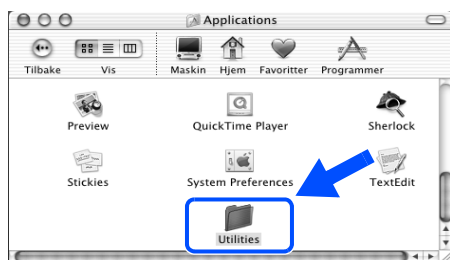 Applications
Tilbake Vis Maskin Hjem Favoritter Programmer
Preview QuickTime Player Sherlock
Stickies System Preferences TextEdit
Utilities